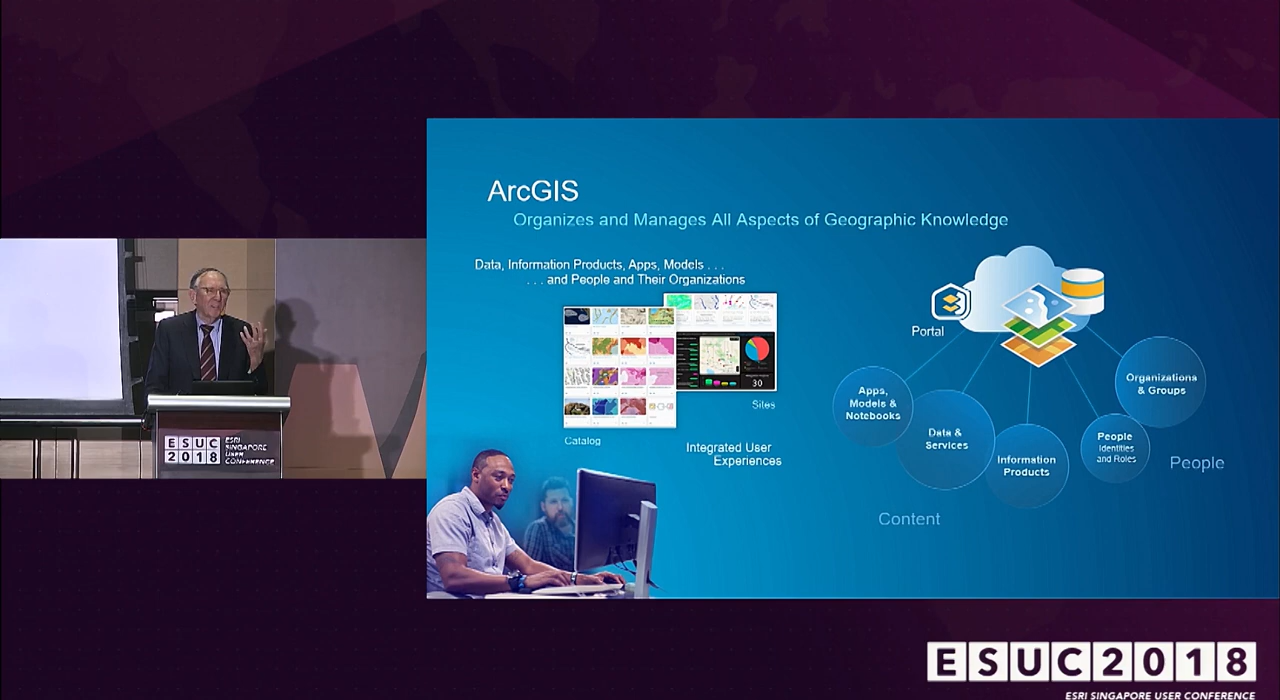 ArcGIS
Organizes and Manages All Aspects of Geographic Knowledge
Data, Information Products, Apps, Models . . .
. . . and People and Their Organizations
Portal
Organizations
& Groups
Apps,
Models &
Notebooks
30
Sites
Data &
Services
People
Identities
and Roles
Catalog
Integrated User
Experiences
Information
Products
People
Content
ESUC
2018
ESRI
SINGAPORE
USER
CONFERENCE
ESUC2018
ESRI SINGAPORE USER CONFERENCE